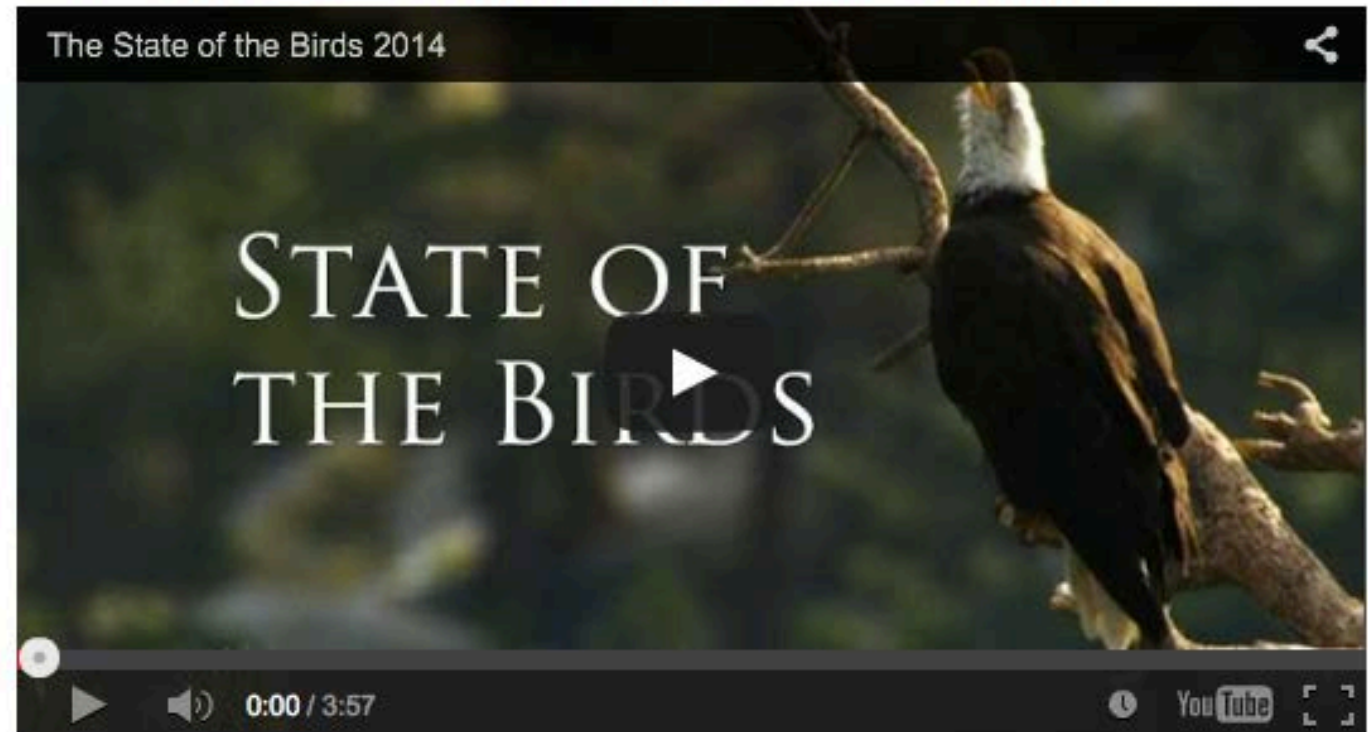 The State of the Birds 2014
STATE OF
THE BIRDS
0:00 / 3:57
YouTube